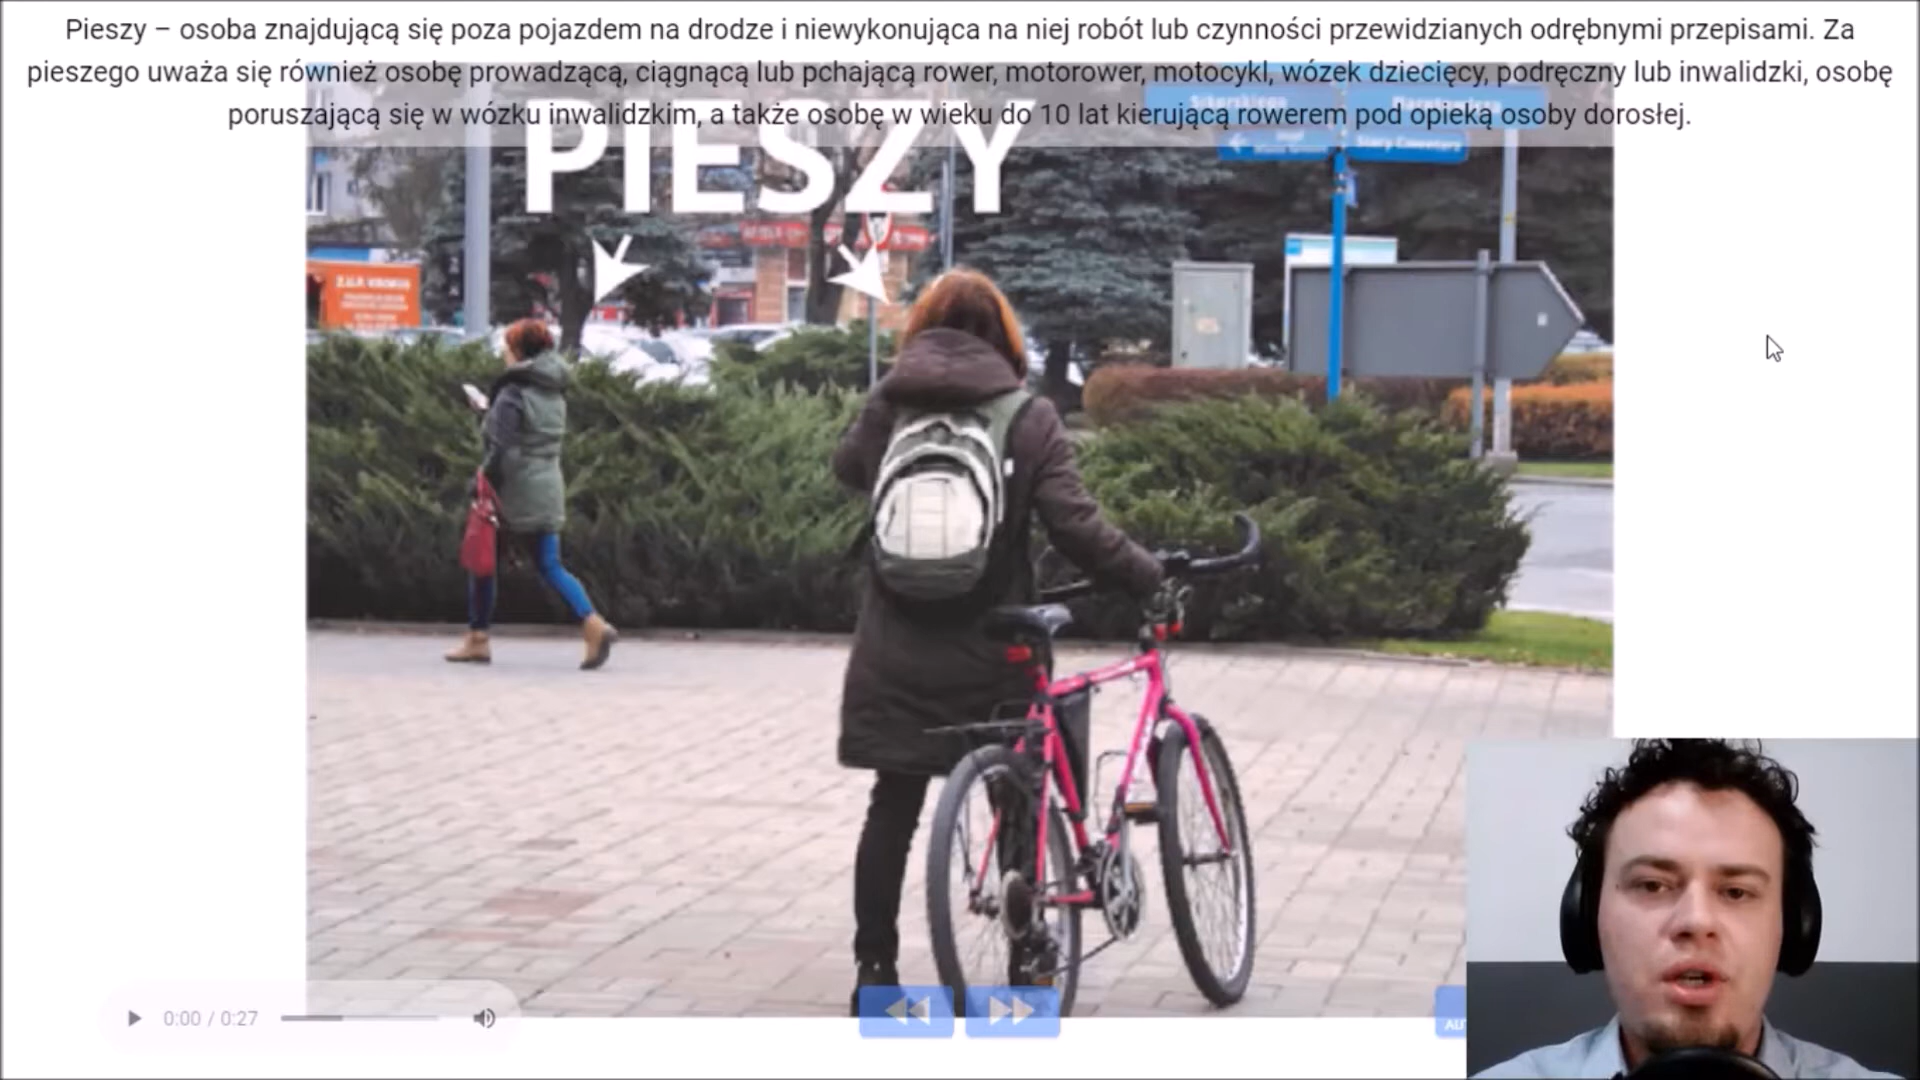 Pieszy – osoba znajdującą się poza pojazdem na drodze i niewykonująca na niej robót lub czynności przewidzianych odrębnymi przepisami. Za
pieszego uważa się również osobę prowadzącą, ciągnącą lub pchającą rower, motorower, motocykl, wózek dziecięcy, podręczny lub inwalidzki, osobę
poruszającą się w wózku inwalidzkim, a także osobę w wieku do 10 lat kierującą rowerem pod opieką osoby dorosłej.
Sikorskiego
Stary Cmentarz
PIESZY
0:00 / 0:27